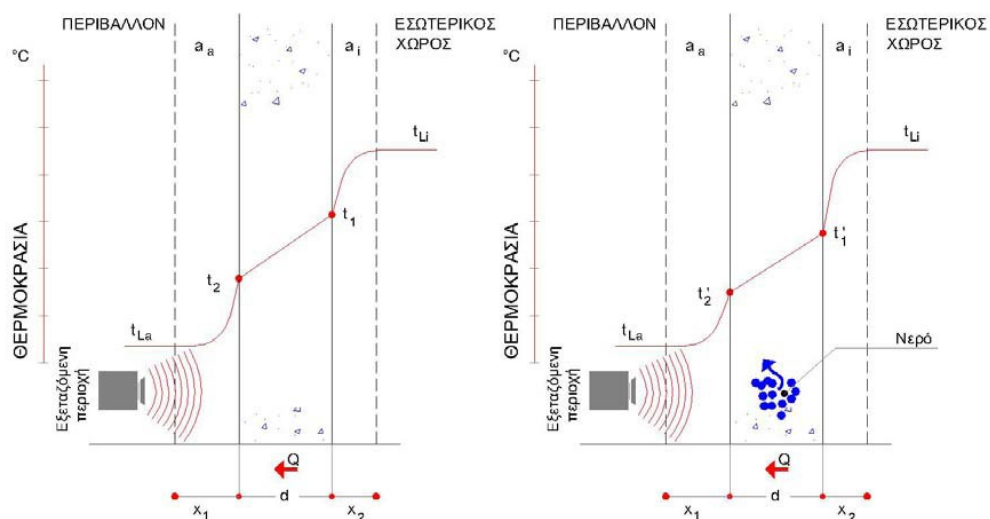 ΠΕΡΙΒΑΛΛΟΝ
ΕΣΩΤΕΡΙΚΟΣ
ΧΩΡΟΣ
°C
a a
a i
t Li
t 1
t 2
t La
ΘΕΡΜΟΚΡΑΣΙΑ
Εξεταζόμενη
περιοχή
Q
x 1
d
x 2
ΠΕΡΙΒΑΛΛΟΝ
ΕΣΩΤΕΡΙΚΟΣ
ΧΩΡΟΣ
°C
a a
a i
t Li
t' 1
t' 2
t La
Νερό
ΘΕΡΜΟΚΡΑΣΙΑ
Εξεταζόμενη
περιοχή
Q
x 1
d
x 2